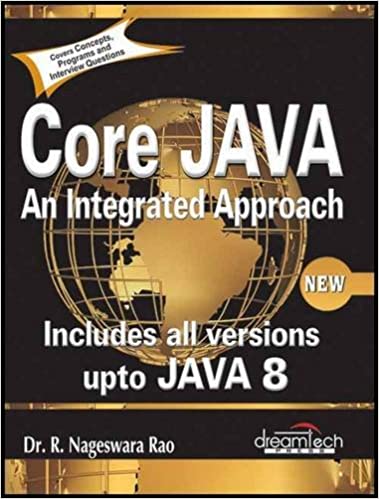 Covers Concepts,
Programs and
Interview Questions
Core JAVA
An Integrated Approach
NEW
Includes all versions
upto JAVA 8
Dr. R. Nageswara Rao
dreamtech
PRESS